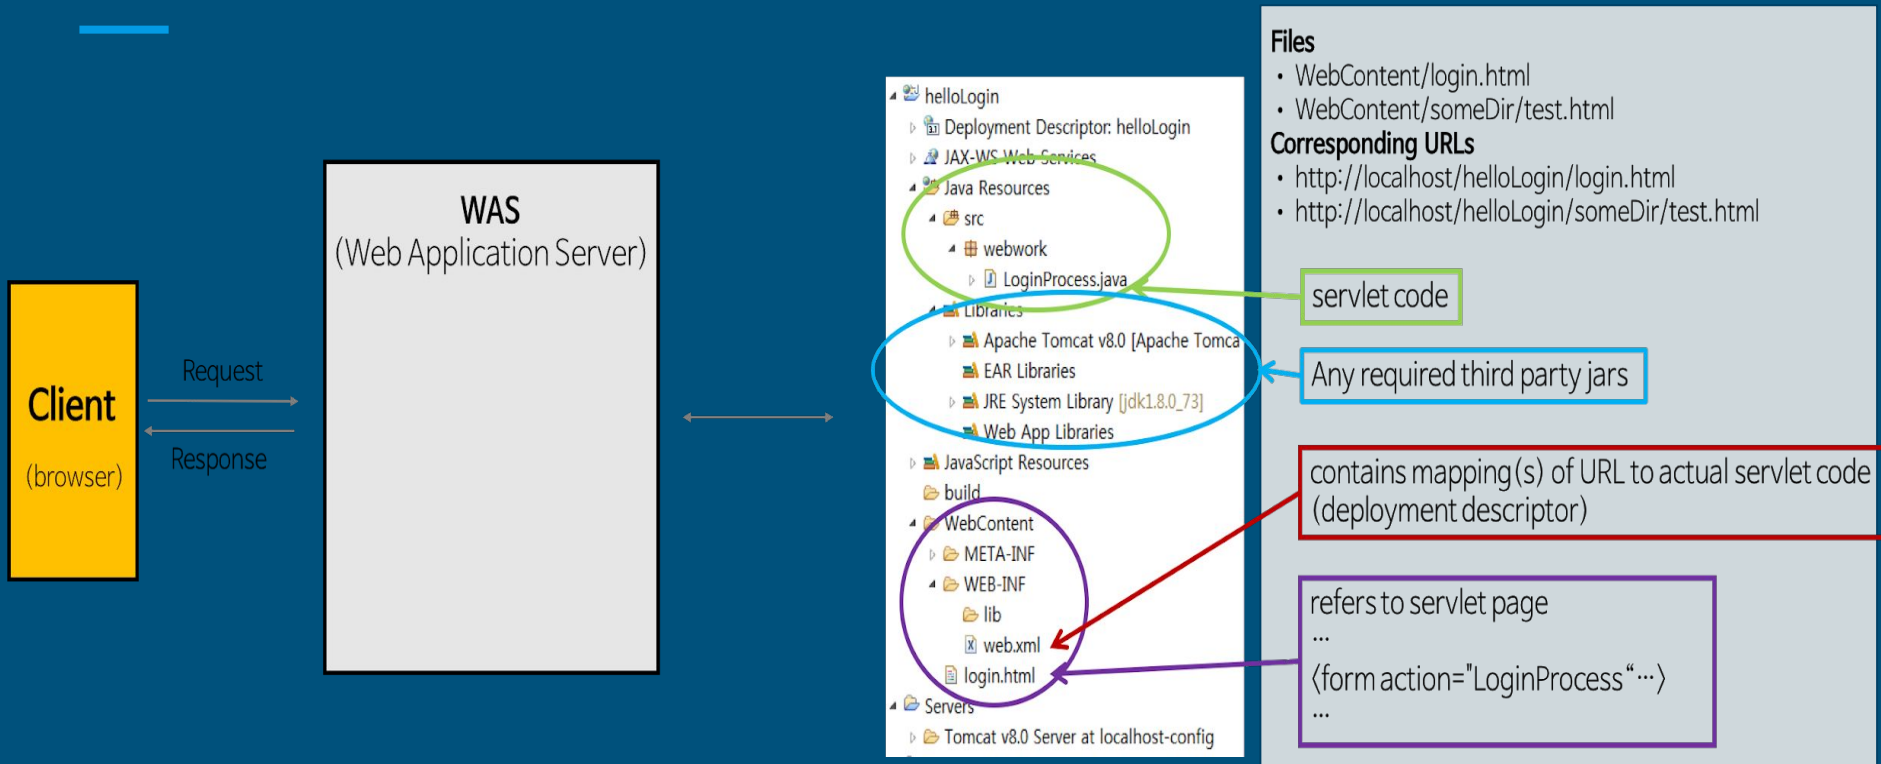 Client
(browser)
Request
Response
WAS
(Web Application Server)
helloLogin
Deployment Descriptor: helloLogin
JAX-WS Web Services
Java Resources
src
webwork
LoginProcess.java
Libraries
Apache Tomcat v8.0 [Apache Tomca
EAR Libraries
JRE System Library [jdk1.8.0_73]
Web App Libraries
JavaScript Resources
build
WebContent
META-INF
WEB-INF
lib
web.xml
login.html
Servers
Tomcat v8.0 Server at localhost-config
Files
• WebContent/login.html
• WebContent/someDir/test.html
Corresponding URLs
• http://localhost/helloLogin/login.html
• http://localhost/helloLogin/someDir/test.html
servlet code
Any required third party jars
contains mapping(s) of URL to actual servlet code
(deployment descriptor)
refers to servlet page
...
〈form action="LoginProcess“…〉
...